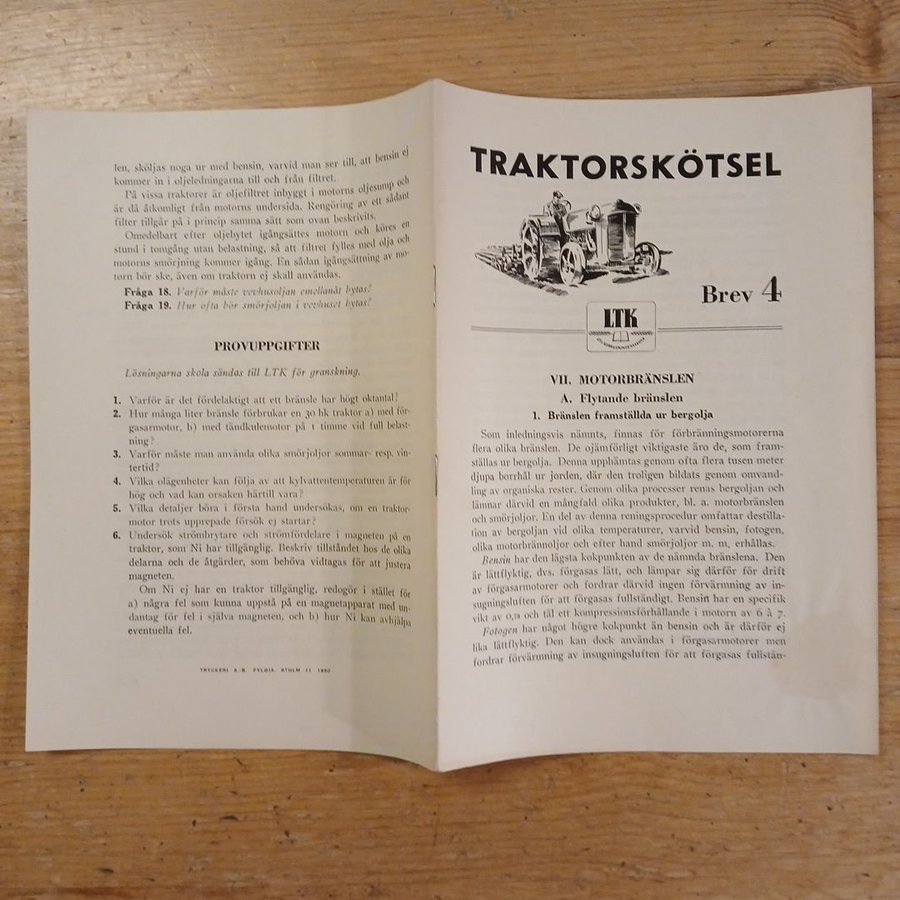 len, sköljas noga ur med bensin, varvid man ser till, att bensin ej
kommer in i oljeledningarna till och från filtret.
På vissa traktorer är oljefiltret inbyggt i motorns oljesump och
är då åtkomligt från motorns undersida. Rengöring av ett sådant
filter tillgår på i princip samma sätt som ovan beskrivits.
Omedelbart efter oljebytet igångsättes motorn och köres en
stund i tomgång utan belastning, så att filtret fylles med olja och
motorns smörjning kommer igång. En sådan igångsättning av mo-
torn bör ske, även om traktorn ej skall användas.
Fråga 18. Varför måste vevhusoljan emellanåt bytas?
Fråga 19. Hur ofta bör smörjoljan i vevhuset bytas?
PROVUPPGIFTER
Lösningarna skola sändas till LTK för granskning.
1. Varför är det fördelaktigt att ett bränsle har högt oktantal?
2. Hur många liter bränsle förbrukar en 30 hk traktor a) med för-
gasarmotor, b) med tändkulemotor på 1 timme vid full belast-
ning?
3. Varför måste man använda olika smörjoljor sommar- resp. vin-
tertid?
4. Vilka olägenheter kan följa av att kylvattentemperaturen är för
hög och vad kan orsaken härtill vara?
5. Vilka detaljer böra i första hand undersökas, om en traktor-
motor trots upprepade försök ej startar?
6. Undersök strömbrytare och strömfördelare i magneten på en
traktor, som Ni har tillgänglig. Beskriv tillståndet hos de olika
delarna och de åtgärder, som behöva vidtagas för att justera
magneten.
Om Ni ej har en traktor tillgänglig, redogör i stället för
a) några fel som kunna uppstå på en magnetapparat med un-
dantag för fel i själva magneten, och b) hur Ni kan avhjälpa
eventuella fel.
TRYCKERI A.-B. FYLGIA, STHLM 11 1950
TRAKTORSKÖTSEL
Brev 4
LTK
VII. MOTORBRÄNSLEN
A. Flytande bränslen
1. Bränslen framställda ur bergolja
Som inledningsvis nämnts, finnas för förbränningsmotorerna
flera olika bränslen. De ojämförligt viktigaste äro de, som fram-
ställas ur bergolja. Denna upphämtas genom ofta flera tusen meter
djupa borrhål ur jorden, där den troligen bildats genom omvand-
ling av organiska rester. Genom olika processer renas bergoljan och
lämnar därvid en mångfald olika produkter, bl. a. motorbränslen
och smörjoljor. En del av denna reningsprocedur omfattar destilla-
tion av bergoljan vid olika temperaturer, varvid bensin, fotogen,
olika motorbrännoljor och efter hand smörjoljor m. m. erhållas.
Bensin har den lägsta kokpunkten av de nämnda bränslena. Den
är lättflyktig, dvs. förgasas lätt, och lämpar sig därför för drift
av förgasarmotorer och fordrar därvid ingen förvärmning av in-
sugningsluften för att förgasas fullständigt. Bensin har en specifik
vikt av och tål ett kompressionsförhållande i motorn av 6 à 7.
Fotogen har något högre kokpunkt än bensin och är därför ej
lika lättflyktig. Den kan dock användas i förgasarmotorer men
fordrar förvärmning av insugningsluften för att förgasas fullstän-